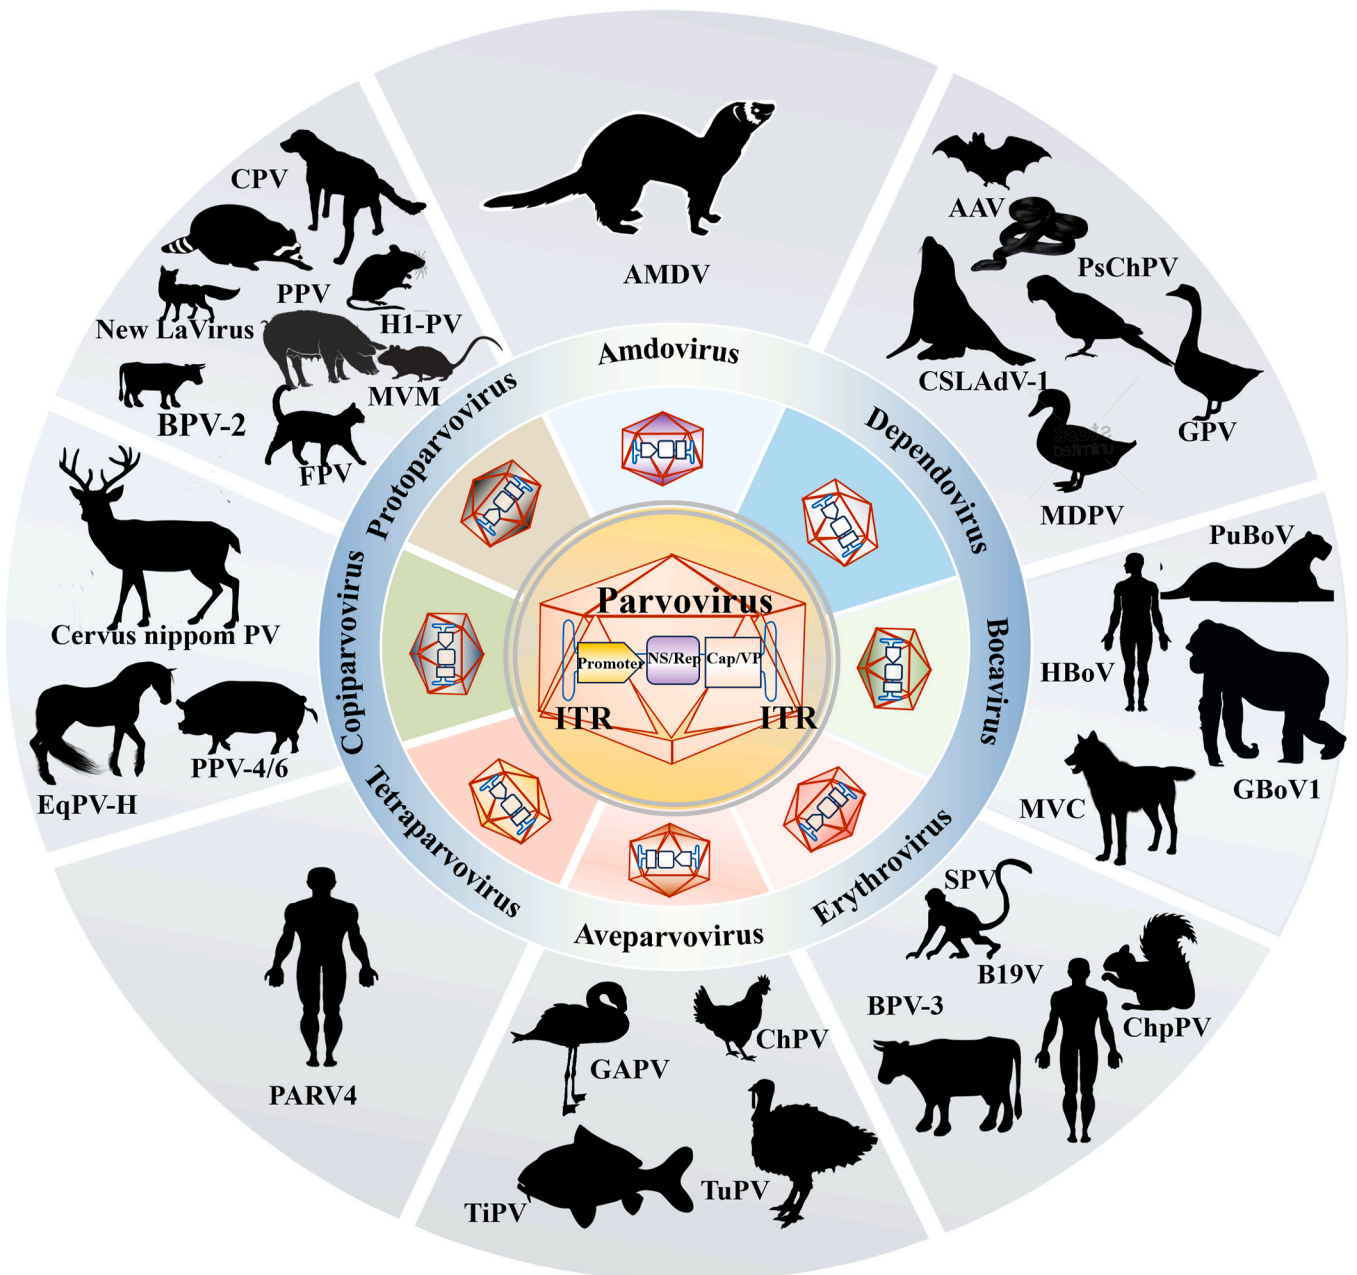 AMDV
CPV
PPV
New LaVirus
H1-PV
MVM
BPV-2
FPV
AAV
PsChPV
CSLAdV-1
GPV
MDPV
Amdovirus
Protoparvovirus
Dependovirus
PuBoV
HBoV
GBoV1
MVC
Bocavirus
Parvovirus
Promoter
NS/Rep
Cap/VP
ITR
ITR
Copiparvovirus
Cervus nippom PV
EqPV-H
PPV-4/6
Tetraparvovirus
Erythrovirus
Aveparvovirus
SPV
B19V
BPV-3
ChpPV
PARV4
GAPV
ChPV
TiPV
TuPV